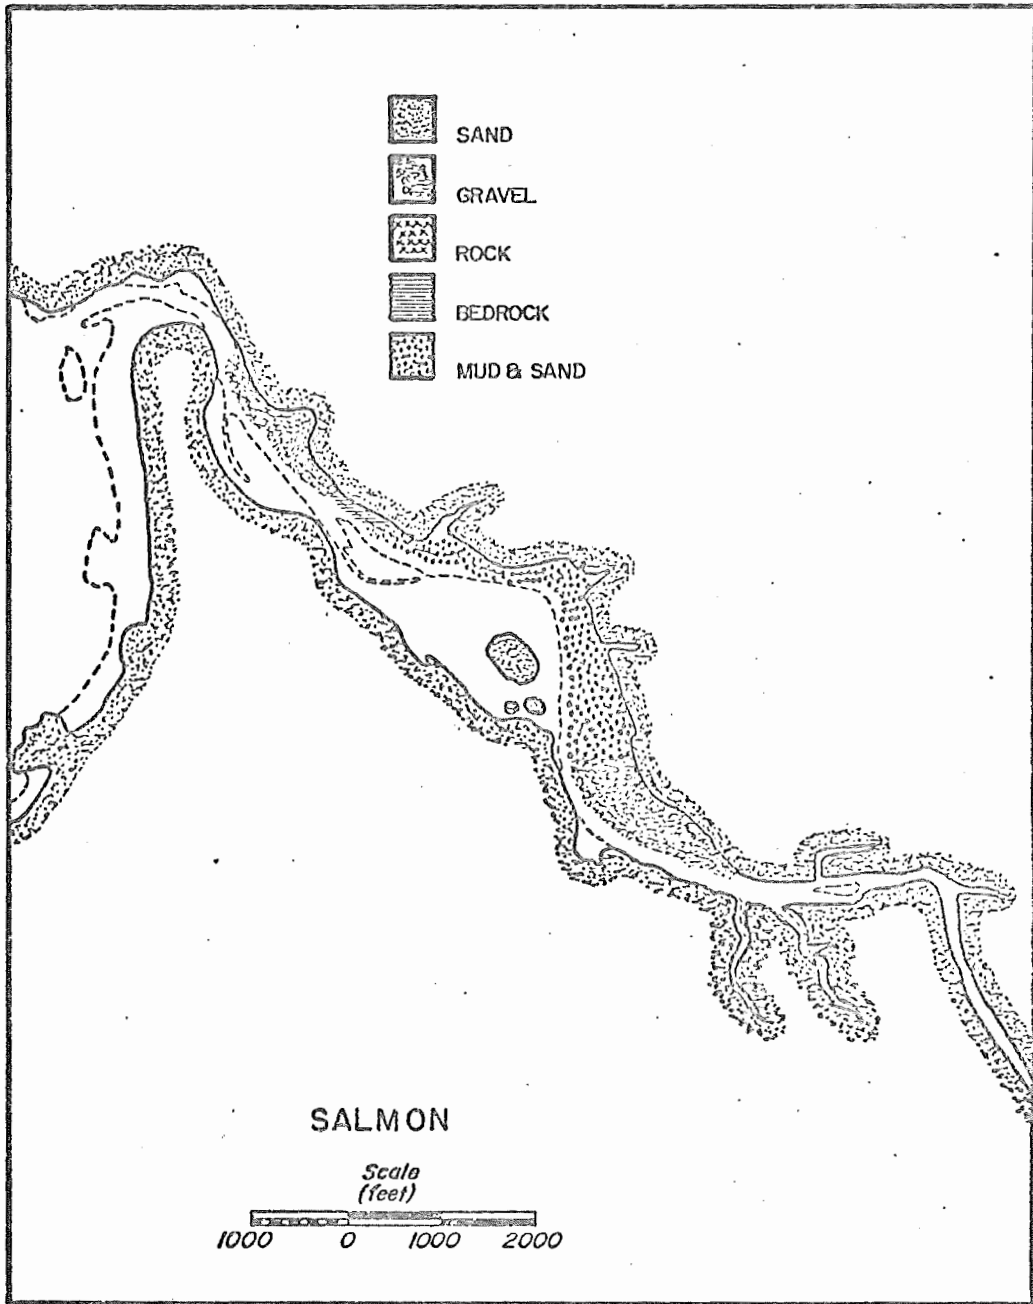 SAND
GRAVEL
ROCK
BEDROCK
MUD & SAND
SALMON
Scale
(feet)
1000 0 1000 2000